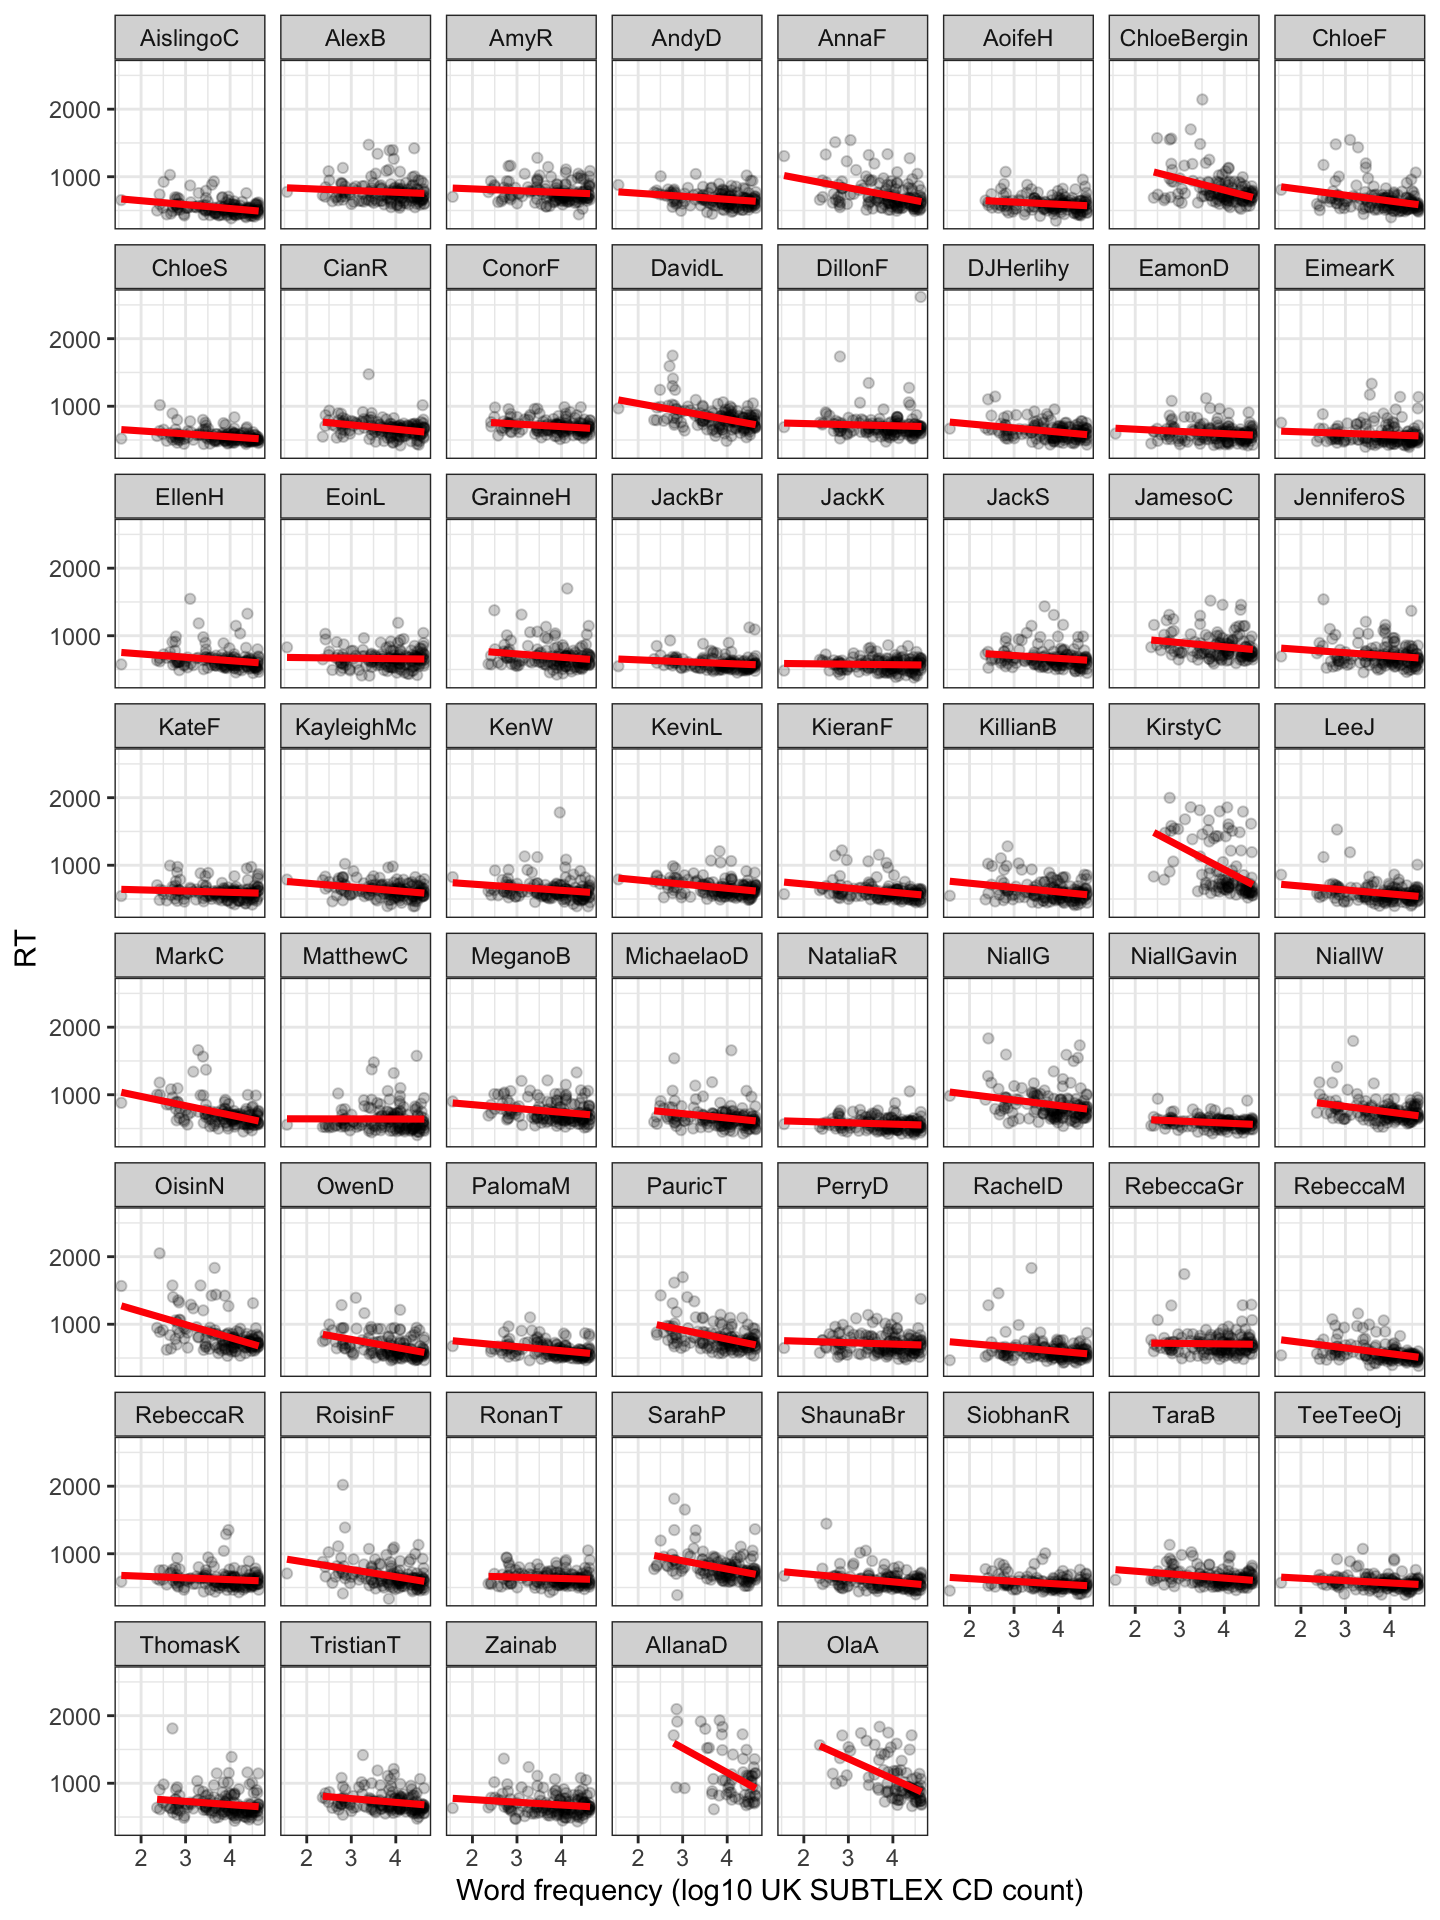 AislingoC AlexB AmyR AndyD AnnaF AoifeH ChloeBergin ChloeF
2000
1000
ChloeS CianR ConorF DavidL DillonF DJHerlihy EamonD EimearK
2000
1000
EllenH EoinL GrainneH JackBr JackK JackS JamesoC JenniferoS
2000
1000
KateF KayleighMc KenW KevinL KieranF KillianB KirstyC LeeJ
2000
1000
RT
MarkC MatthewC MeganoB MichaelaoD NataliaR NiallG NiallGavin NiallW
2000
1000
OisinN OwenD PalomaM PauricT PerryD RachelD RebeccaGr RebeccaM
2000
1000
RebeccaR RoisinF RonanT SarahP ShaunaBr SiobhanR TaraB TeeTeeOj
2000
1000
2 3 4 2 3 4 2 3 4
ThomasK TristianT Zainab AllanaD OlaA
2000
1000
2 3 4 2 3 4 2 3 4 2 3 4 2 3 4
Word frequency (log10 UK SUBTLEX CD count)